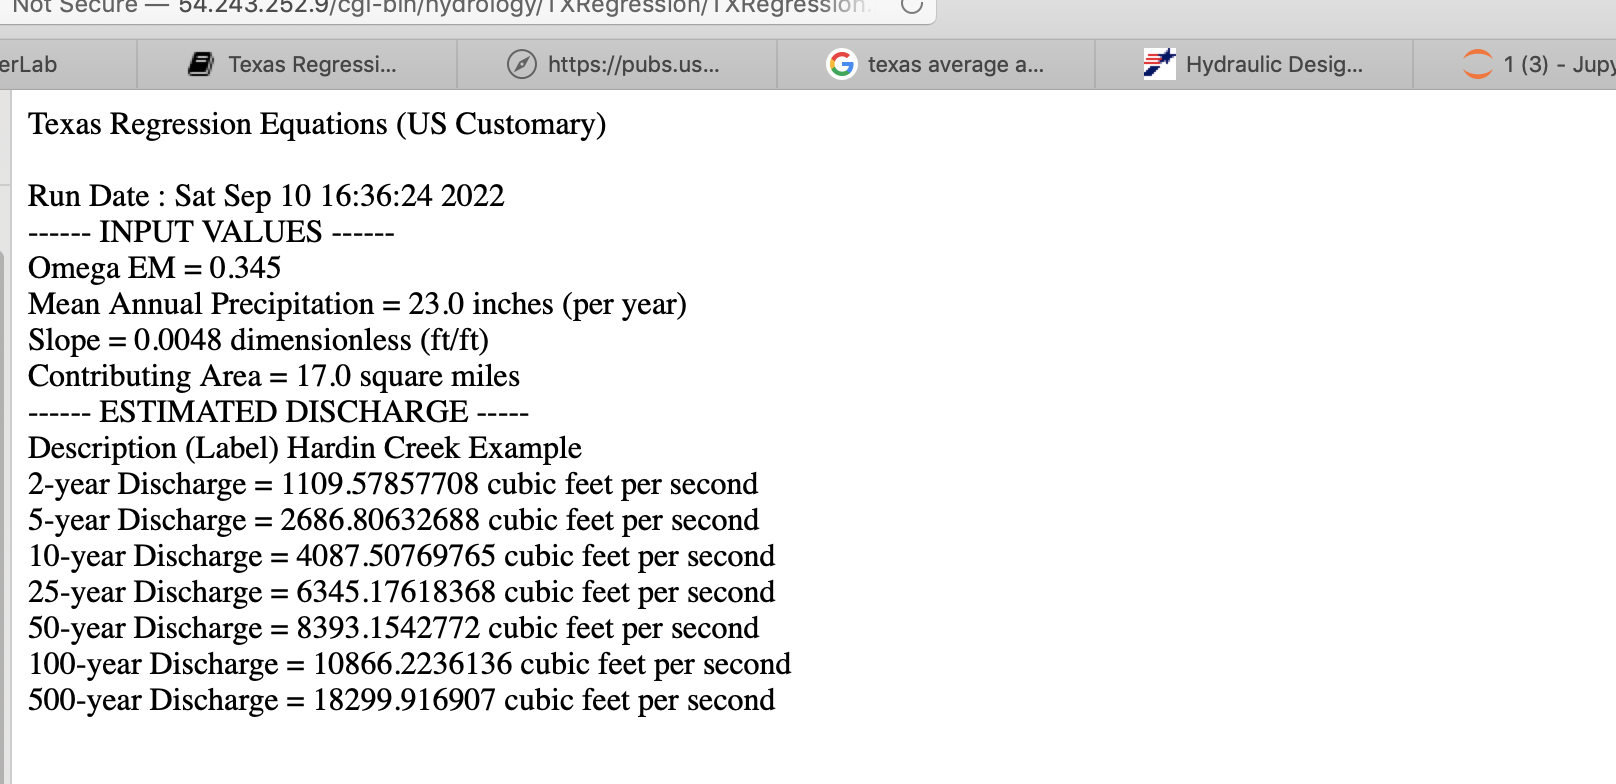 Not Secure — 54.243.252.9/cgi-bin/hydrology/TXRegression/TXRegression.
erLab
Texas Regressi...
https://pubs.us...
texas average a...
Hydraulic Desig...
1 (3) - Jupy
Texas Regression Equations (US Customary)
Run Date : Sat Sep 10 16:36:24 2022
------ INPUT VALUES ------
Omega EM = 0.345
Mean Annual Precipitation = 23.0 inches (per year)
Slope = 0.0048 dimensionless (ft/ft)
Contributing Area = 17.0 square miles
------ ESTIMATED DISCHARGE -----
Description (Label) Hardin Creek Example
2-year Discharge = 1109.57857708 cubic feet per second
5-year Discharge = 2686.80632688 cubic feet per second
10-year Discharge = 4087.50769765 cubic feet per second
25-year Discharge = 6345.17618368 cubic feet per second
50-year Discharge = 8393.1542772 cubic feet per second
100-year Discharge = 10866.2236136 cubic feet per second
500-year Discharge = 18299.916907 cubic feet per second